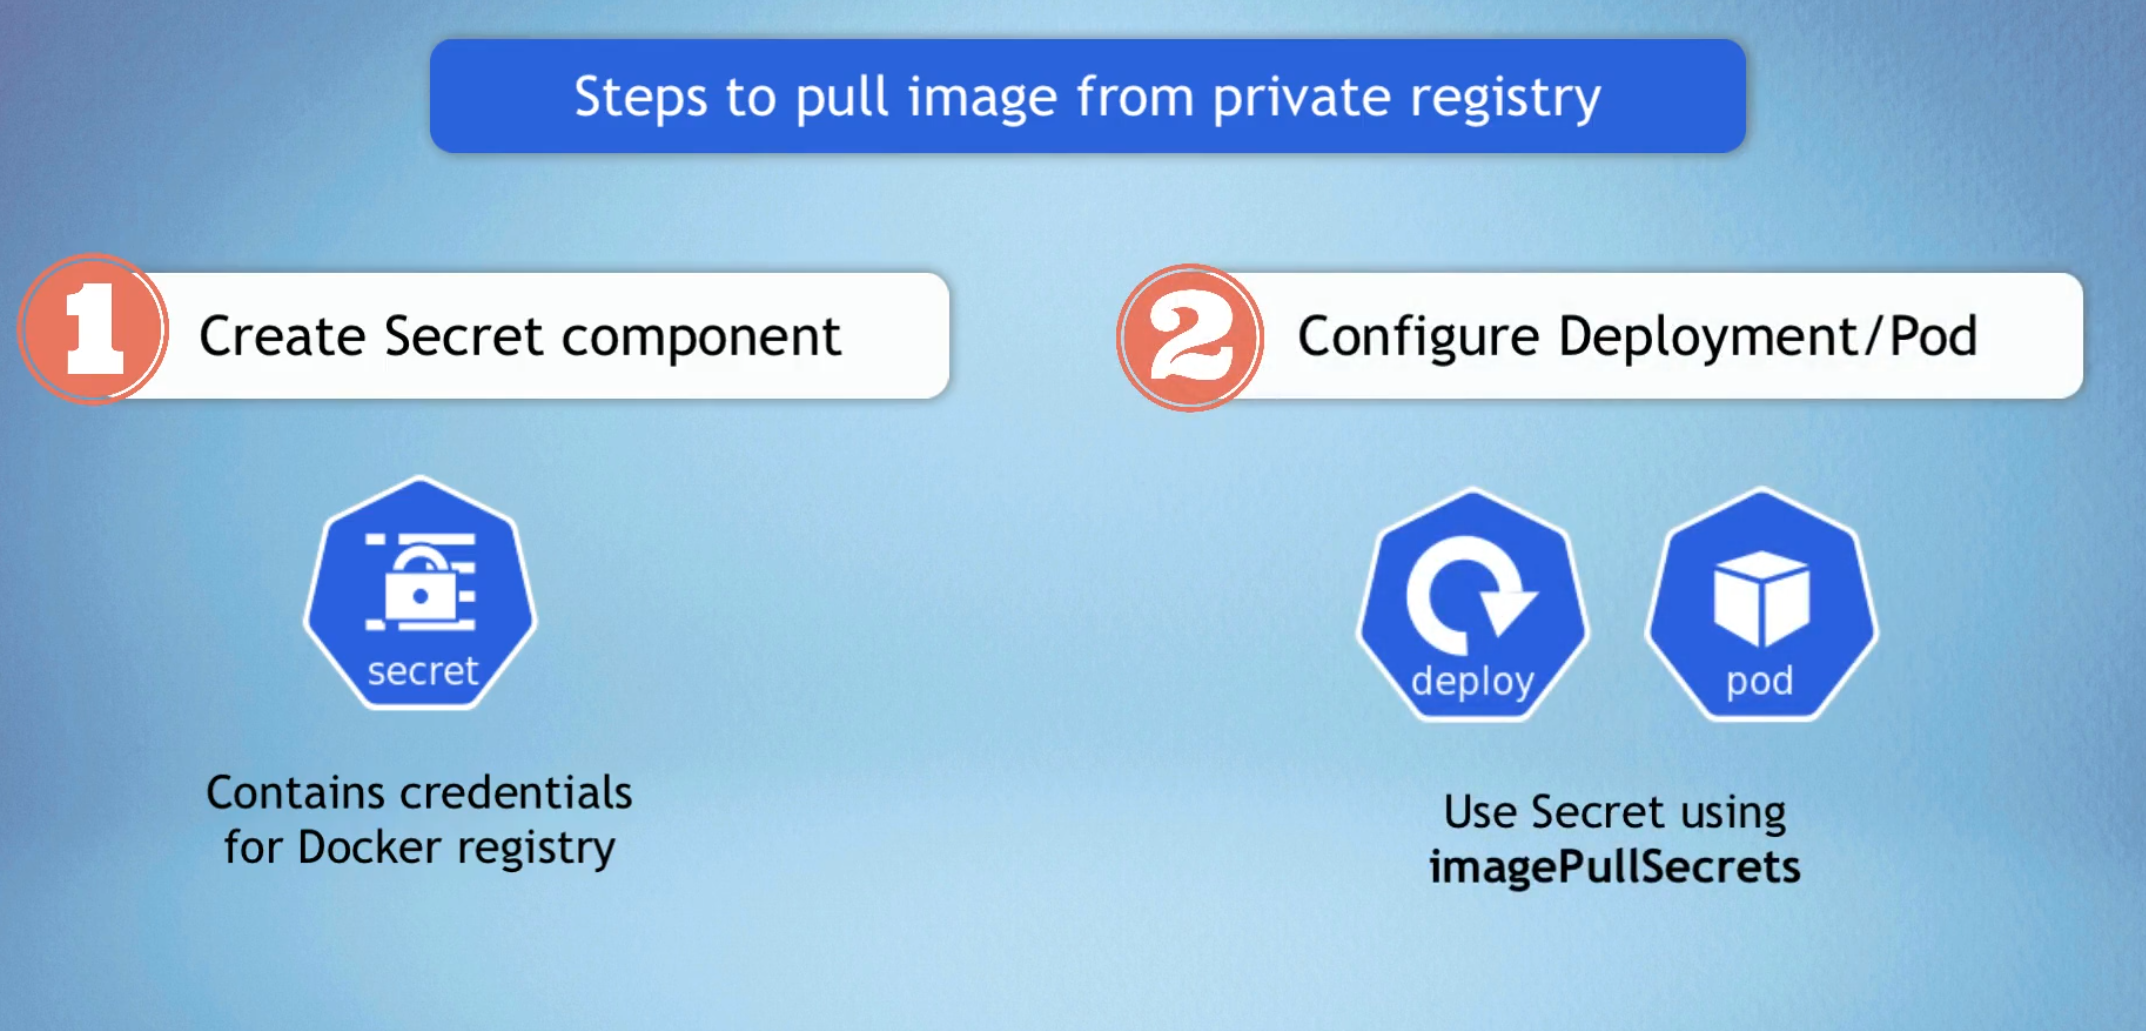 Steps to pull image from private registry
1
Create Secret component
secret
Contains credentials
for Docker registry
2
Configure Deployment/Pod
deploy
pod
Use Secret using
imagePullSecrets